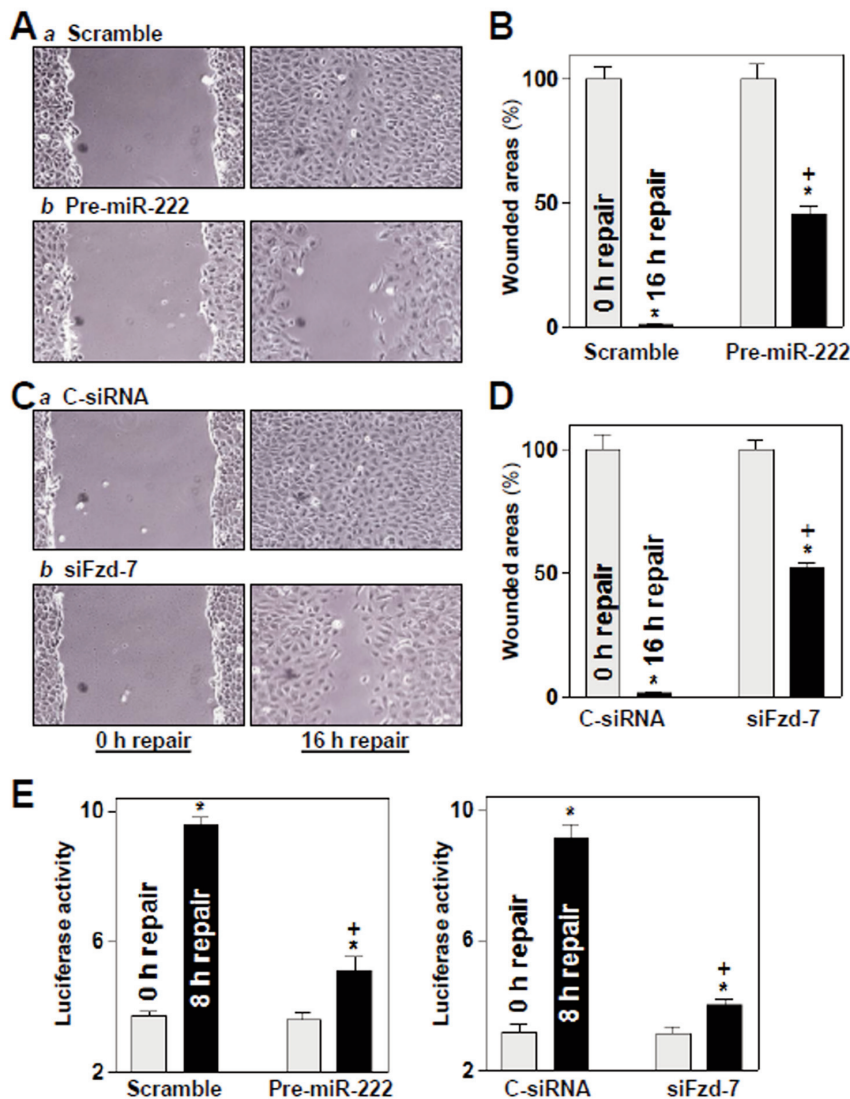 A a Scramble
b Pre-miR-222
B
Wounded areas (%)
100
50
0
0 h repair
* 16 h repair
+
*
Scramble Pre-miR-222
C a C-siRNA
b siFzd-7
0 h repair 16 h repair
D
Wounded areas (%)
100
50
0
0 h repair
* 16 h repair
+
*
C-siRNA siFzd-7
E
Luciferase activity
10
6
2
0 h repair
*
8 h repair
+
*
Scramble Pre-miR-222
Luciferase activity
10
6
2
0 h repair
*
8 h repair
+
*
C-siRNA siFzd-7